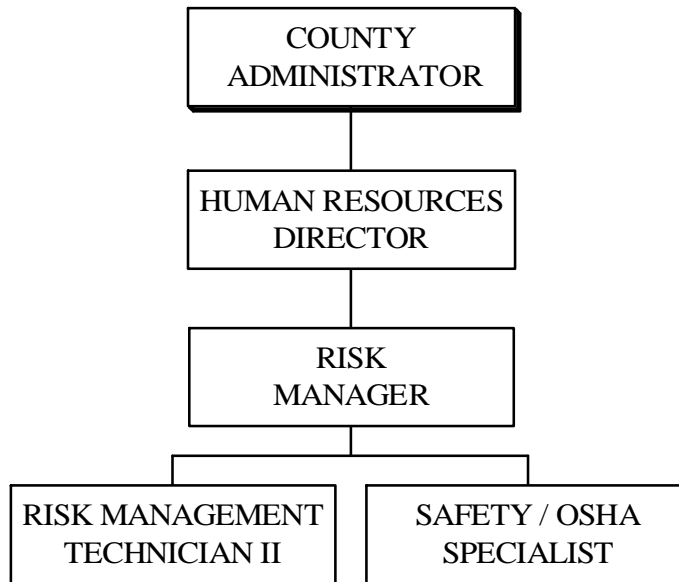 COUNTY
ADMINISTRATOR
HUMAN RESOURCES
DIRECTOR
RISK
MANAGER
RISK MANAGEMENT
TECHNICIAN II
SAFETY / OSHA
SPECIALIST